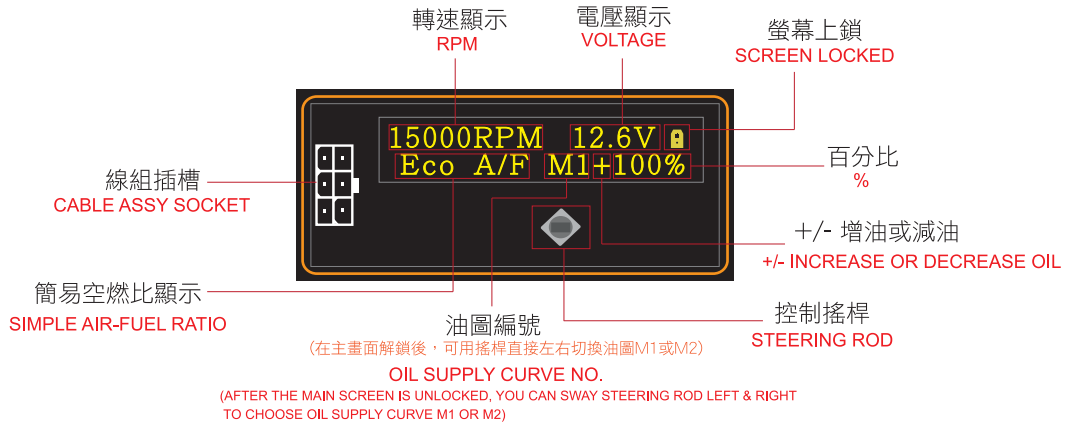 轉速顯示
RPM
電壓顯示
VOLTAGE
螢幕上鎖
SCREEN LOCKED
15000RPM 12.6V
Eco A/F M1+100%
線組插槽
CABLE ASSY SOCKET
百分比
%
+/- 增油或減油
+/- INCREASE OR DECREASE OIL
簡易空燃比顯示
SIMPLE AIR-FUEL RATIO
油圖編號
(在主畫面解鎖後，可用搖桿直接左右切換油圖M1或M2)
OIL SUPPLY CURVE NO.
(AFTER THE MAIN SCREEN IS UNLOCKED, YOU CAN SWAY STEERING ROD LEFT & RIGHT
TO CHOOSE OIL SUPPLY CURVE M1 OR M2)
控制搖桿
STEERING ROD